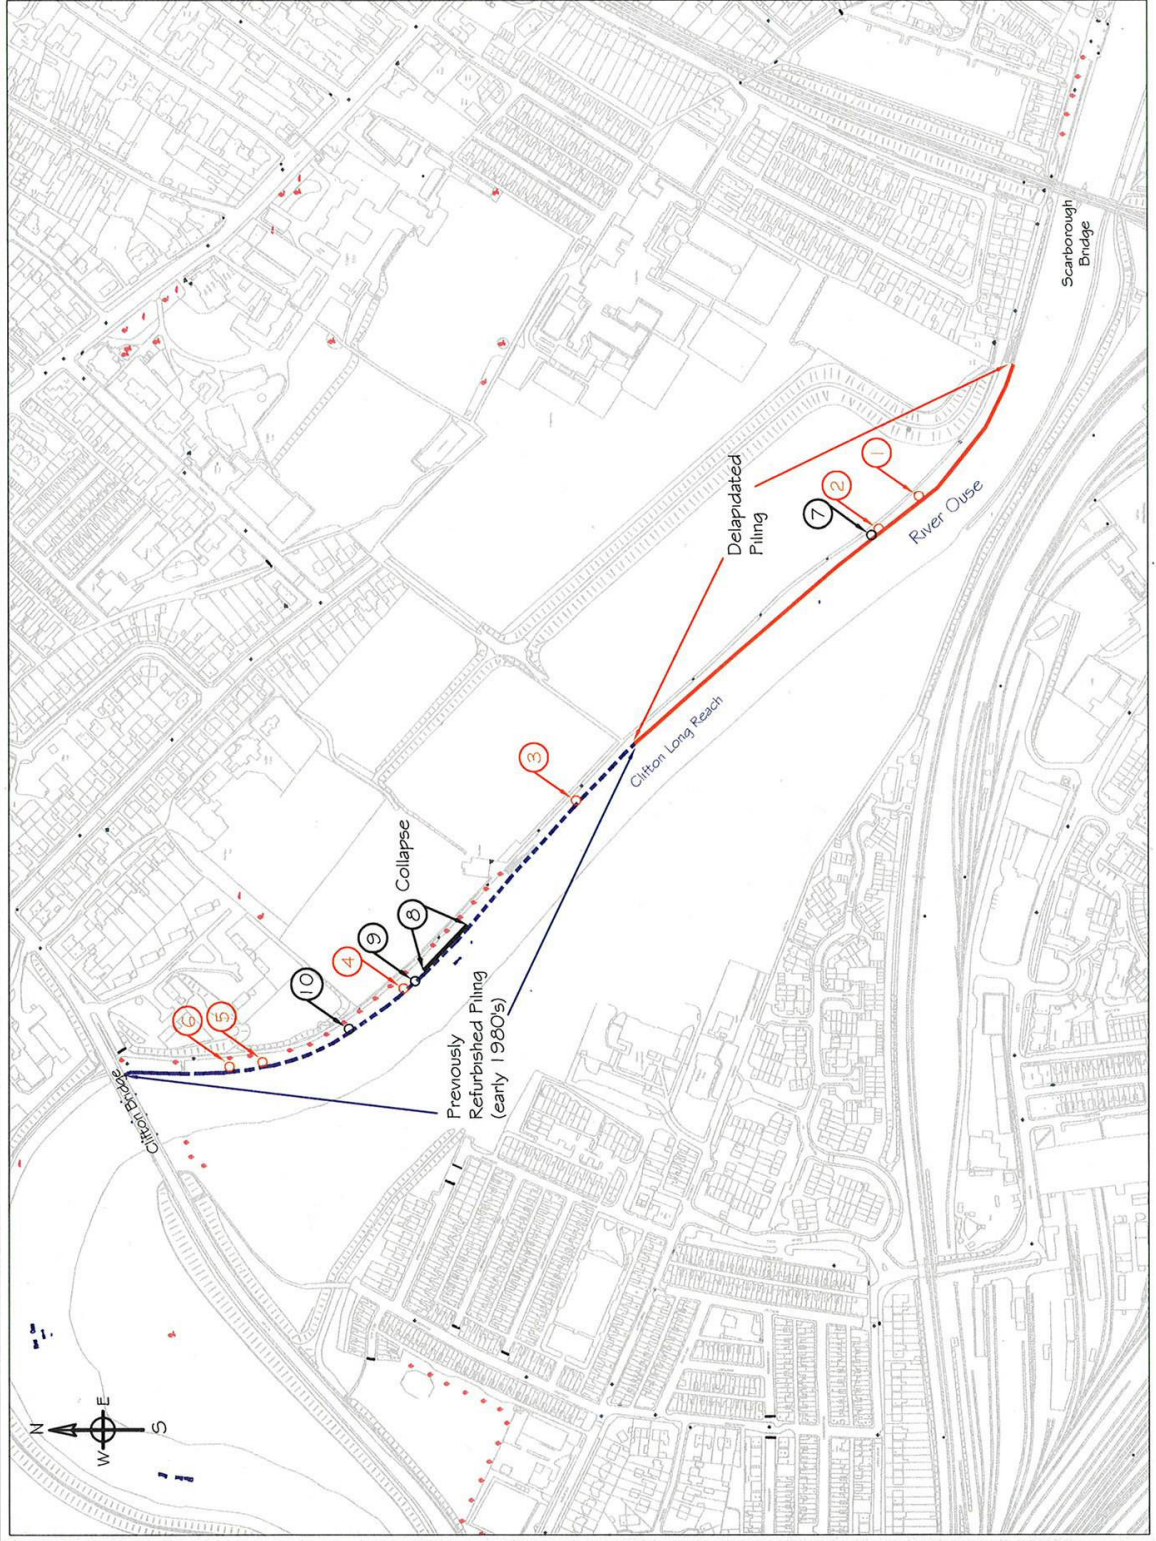 N
W
E
S
Clifton Bridge
6
5
10
4
9
8
Collapse
3
Previously
Refurbished Piling
(early 1980's)
Clifton Long Reach
Delapidated
Piling
7
2
1
River Ouse
Scarborough
Bridge